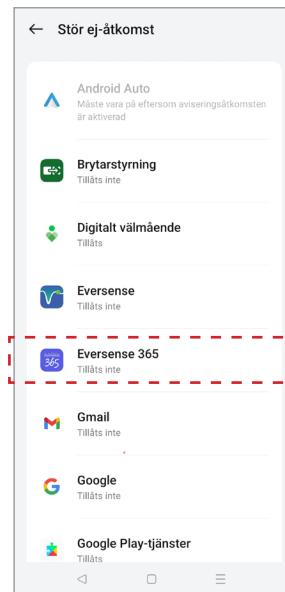 Stör ej-åtkomst
Android Auto
Måste vara på eftersom aviseringsåtkomsten
är aktiverad
Brytarstyrning
Tillåts inte
Digitalt välmående
Tillåts
Eversense
Tillåts inte
365
Eversense 365
Tillåts inte
Gmail
Tillåts inte
Google
Tillåts inte
Google Play-tjänster
Tillåts